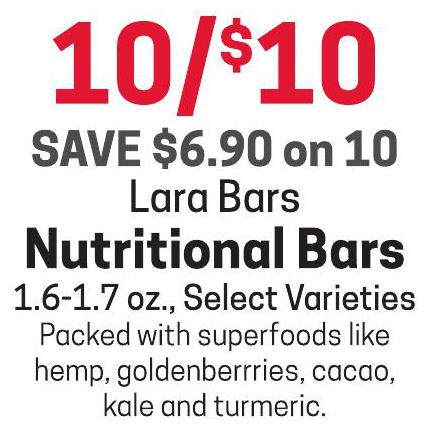 10/$10
SAVE $6.90 on 10
Lara Bars
Nutritional Bars
1.6-1.7 oz., Select Varieties
Packed with superfoods like
hemp, goldenberrries, cacao,
kale and turmeric.